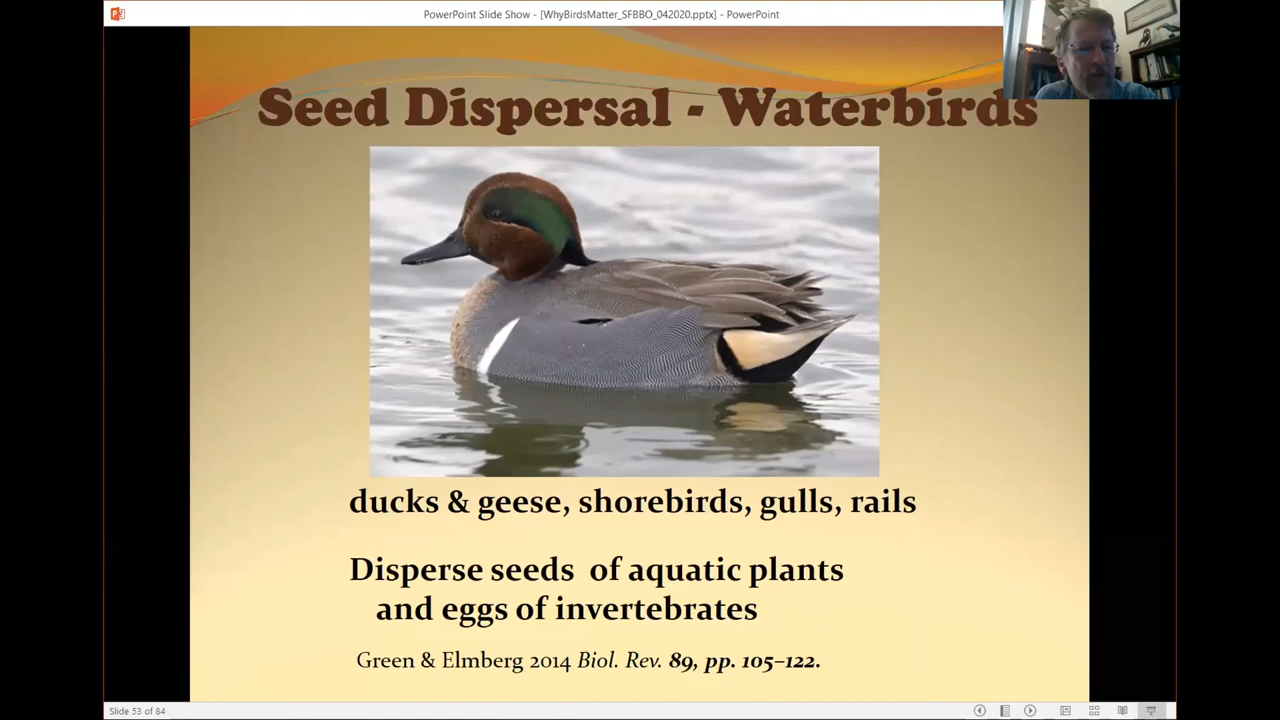 PowerPoint Slide Show - [WhyBirdsMatter_SFBBO_042020.pptx] - PowerPoint
Seed Dispersal - Waterbirds
ducks & geese, shorebirds, gulls, rails
Disperse seeds of aquatic plants
and eggs of invertebrates
Green & Elmberg 2014 Biol. Rev. 89, pp. 105–122.
Slide 53 of 84